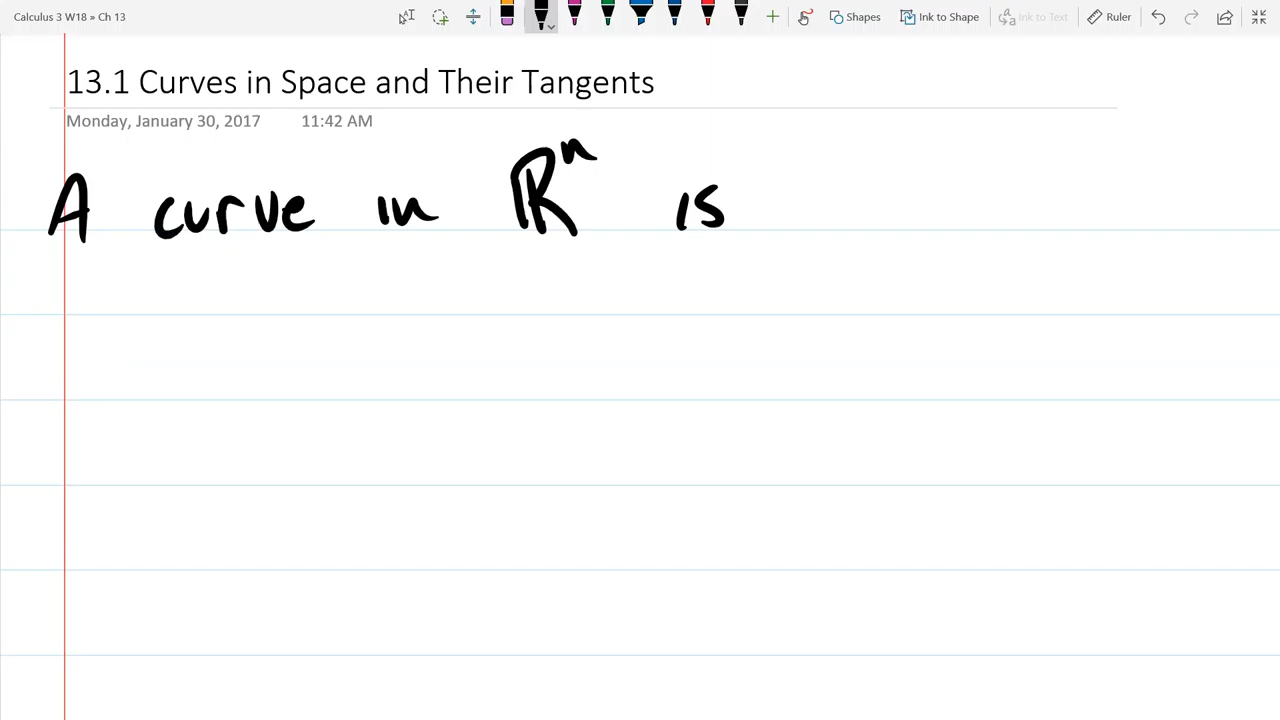 Calculus 3 W18 » Ch 13
Shapes
Ink to Shape
Ink to Text
Ruler
13.1 Curves in Space and Their Tangents
Monday, January 30, 2017 11:42 AM
A curve in ℝⁿ is